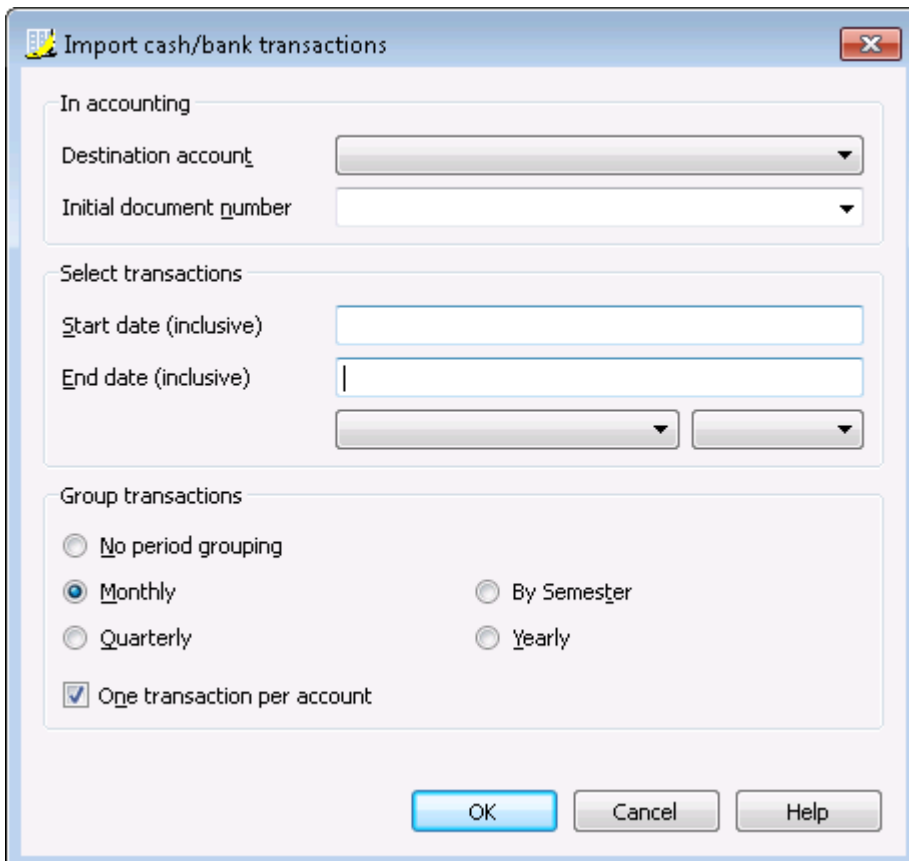 Import cash/bank transactions
In accounting
Destination account
Initial document number
Select transactions
Start date (inclusive)
End date (inclusive)
Group transactions
No period grouping
Monthly
By Semester
Quarterly
Yearly
One transaction per account
OK Cancel Help